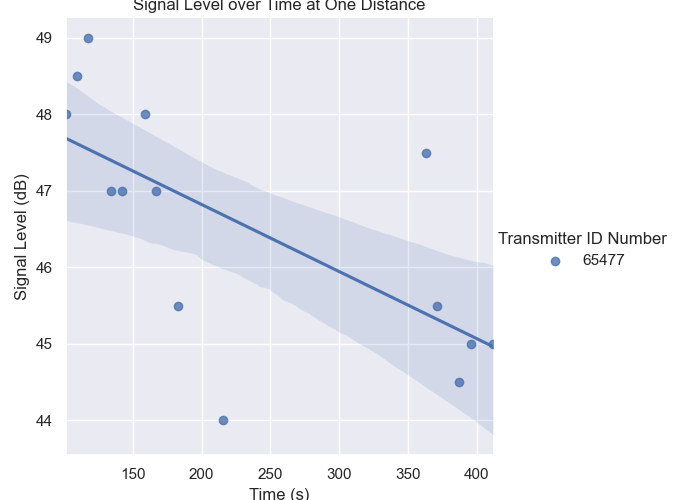 Signal Level over Time at One Distance
49
48
47
46
45
44
Signal Level (dB)
150 200 250 300 350 400
Time (s)
Transmitter ID Number
65477